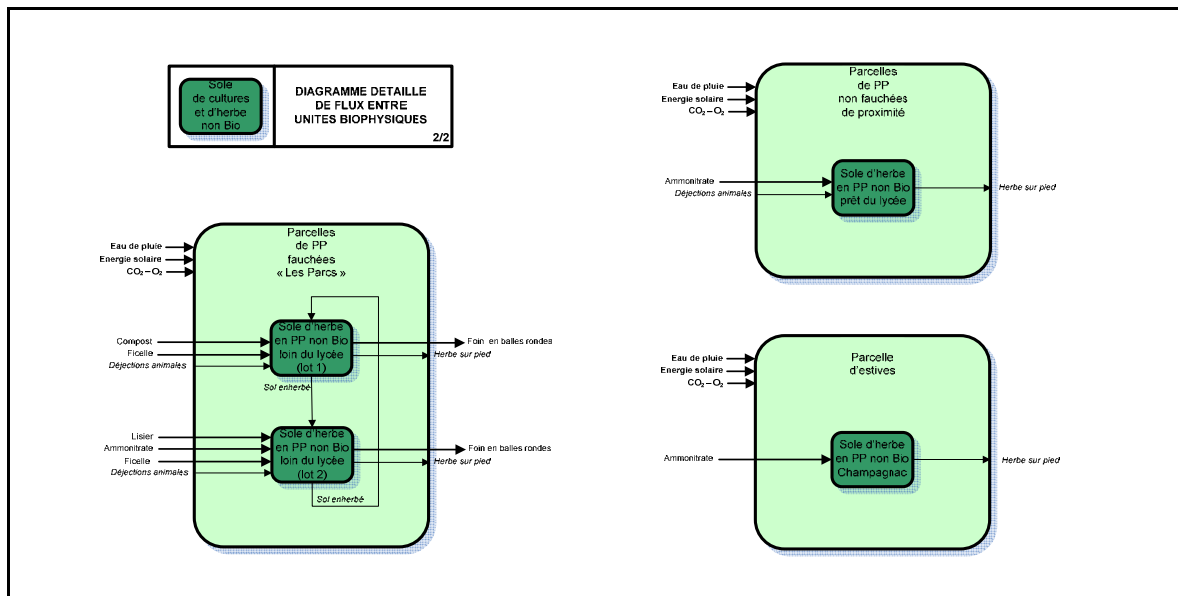 Sole
de cultures
et d'herbe
non Bio
DIAGRAMME DETAILLE
DE FLUX ENTRE
UNITES BIOPHYSIQUES
2/2
Parcelles
de PP
fauchées
« Les Parcs »
Eau de pluie
Energie solaire
CO₂–O₂
Sole d'herbe
en PP non Bio
loin du lycée
(lot 1)
Compost
Ficelle
Déjections animales
Foin en balles rondes
Herbe sur pied
Sol enherbé
Sole d'herbe
en PP non Bio
loin du lycée
(lot 2)
Lisier
Ammonitrate
Ficelle
Déjections animales
Foin en balles rondes
Herbe sur pied
Sol enherbé
Parcelles
de PP
non fauchées
de proximité
Eau de pluie
Energie solaire
CO₂–O₂
Ammonitrate
Déjections animales
Sole d'herbe
en PP non Bio
prêt du lycée
Herbe sur pied
Parcelle
d'estives
Eau de pluie
Energie solaire
CO₂–O₂
Ammonitrate
Sole d'herbe
en PP non Bio
Champagnac
Herbe sur pied